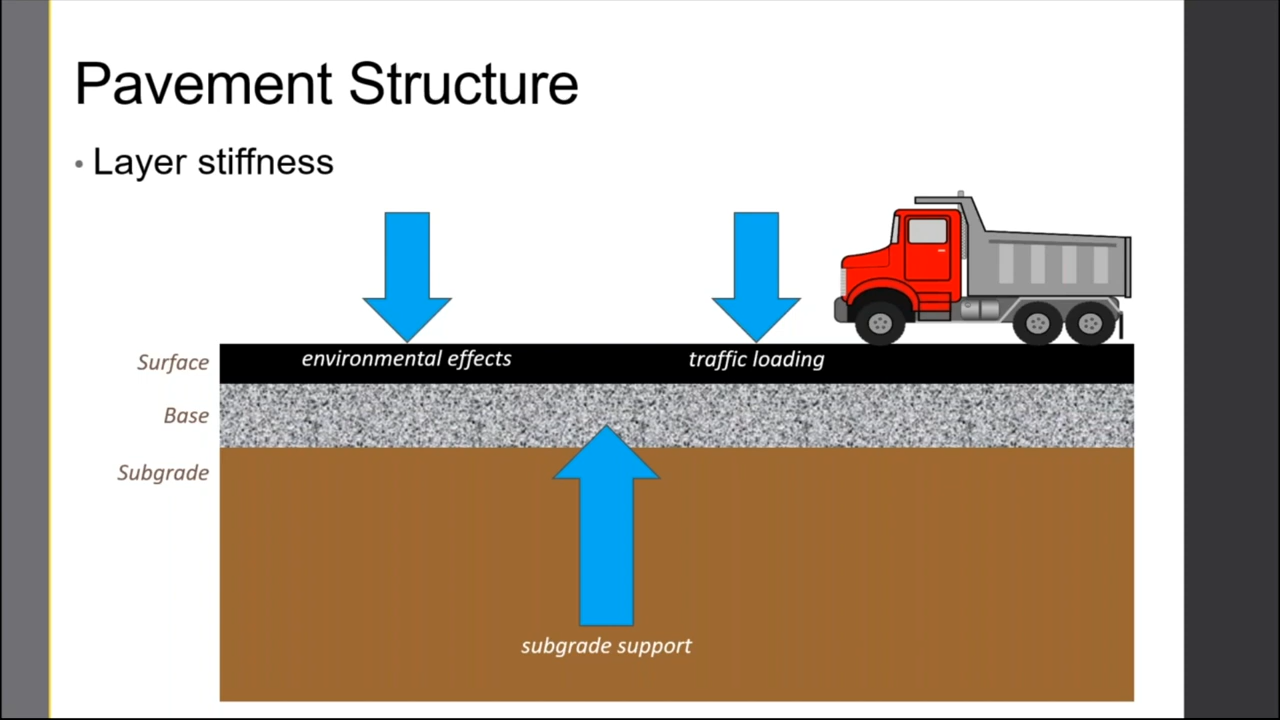 Pavement Structure
• Layer stiffness
Surface
environmental effects
traffic loading
Base
Subgrade
subgrade support